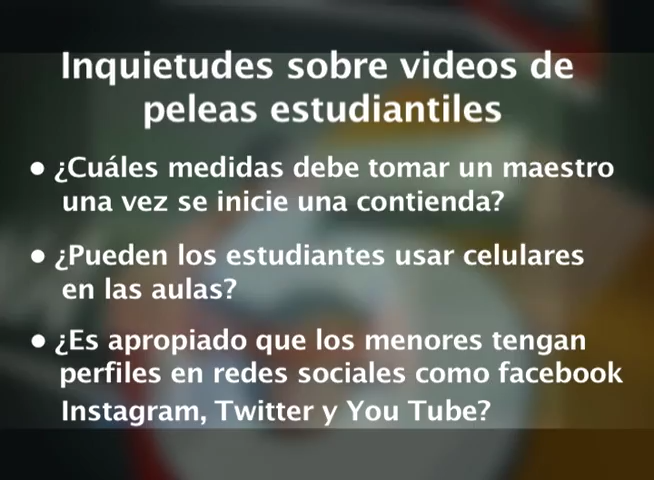 Inquietudes sobre videos de
peleas estudiantiles
• ¿Cuáles medidas debe tomar un maestro
una vez se inicie una contienda?
• ¿Pueden los estudiantes usar celulares
en las aulas?
• ¿Es apropiado que los menores tengan
perfiles en redes sociales como facebook
Instagram, Twitter y You Tube?